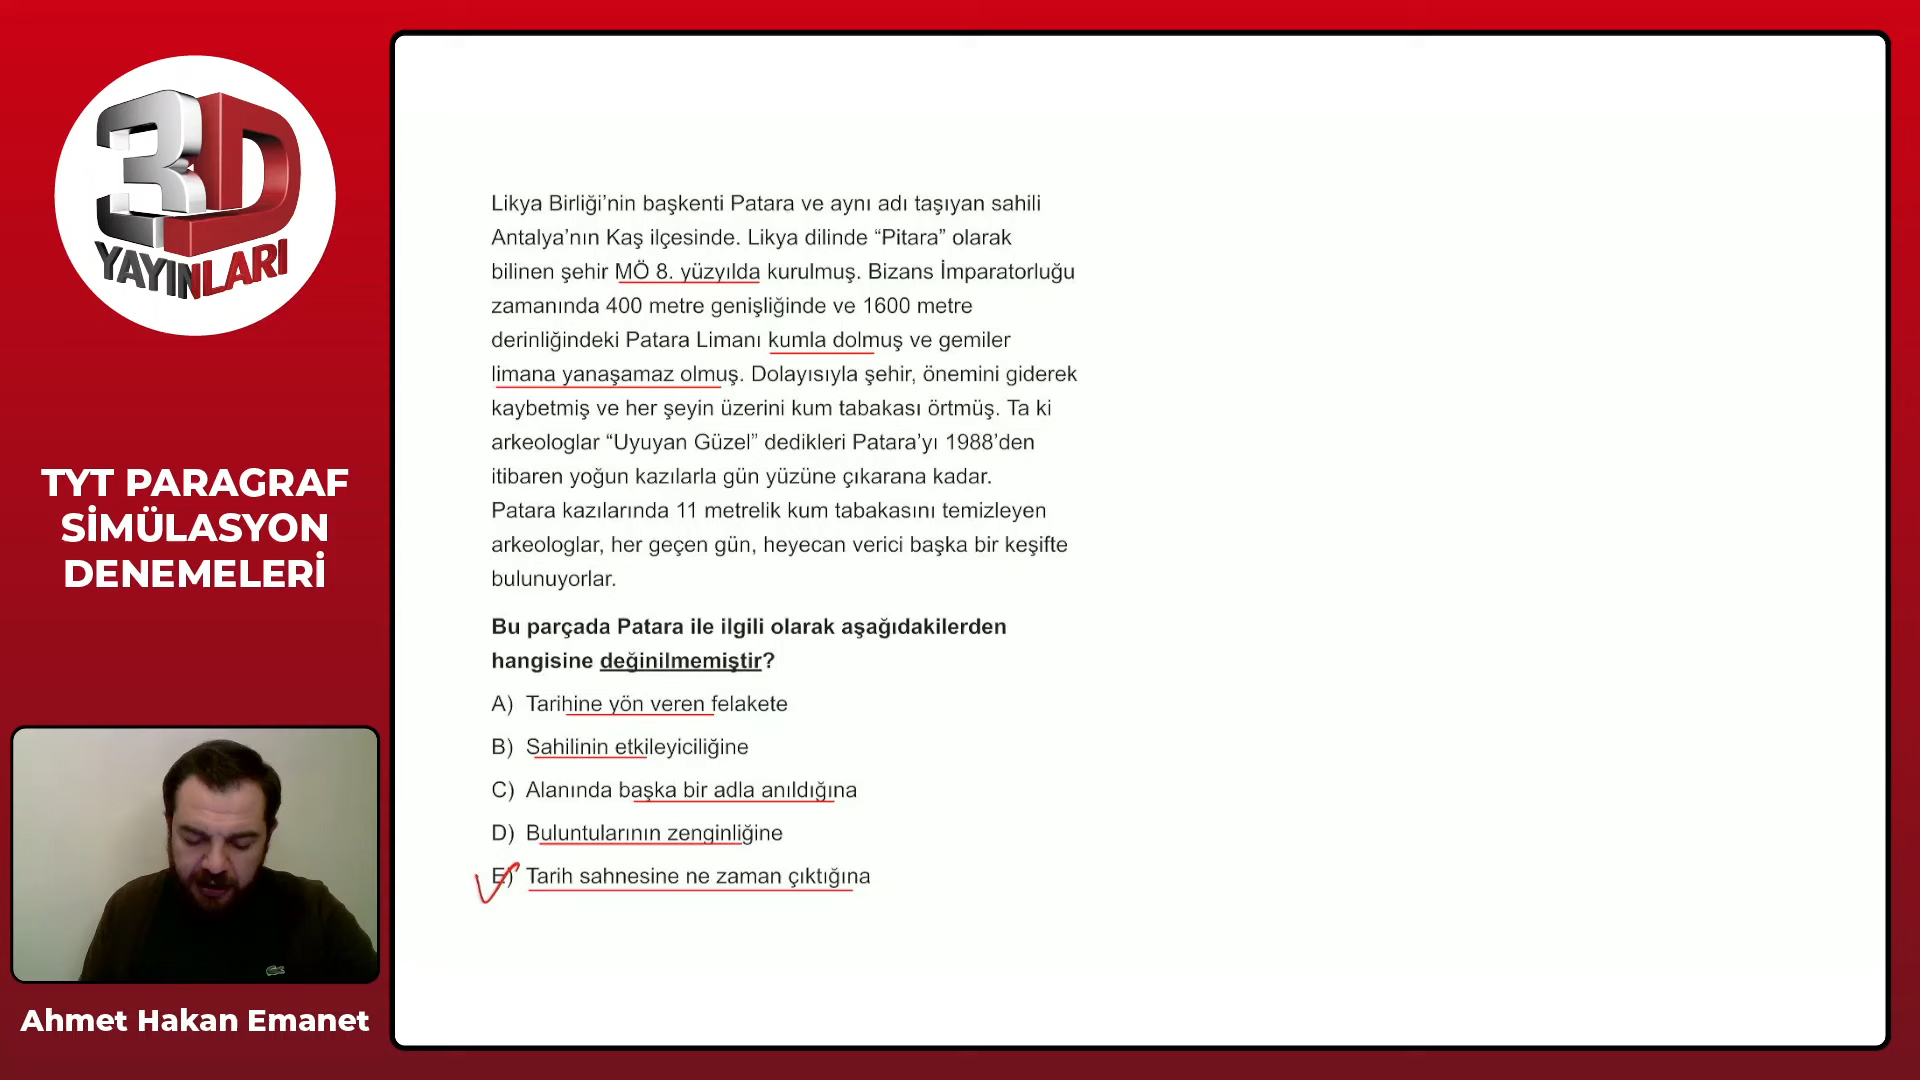 3D
YAYINLARI
TYT PARAGRAF
SİMÜLASYON
DENEMELERİ
Ahmet Hakan Emanet
Likya Birliği’nin başkenti Patara ve aynı adı taşıyan sahili
Antalya’nın Kaş ilçesinde. Likya dilinde “Pitara” olarak
bilinen şehir MÖ 8. yüzyılda kurulmuş. Bizans İmparatorluğu
zamanında 400 metre genişliğinde ve 1600 metre
derinliğindeki Patara Limanı kumla dolmuş ve gemiler
limana yanaşamaz olmuş. Dolayısıyla şehir, önemini giderek
kaybetmiş ve her şeyin üzerini kum tabakası örtmüş. Ta ki
arkeologlar “Uyuyan Güzel” dedikleri Patara’yı 1988’den
itibaren yoğun kazılarla gün yüzüne çıkarana kadar.
Patara kazılarında 11 metrelik kum tabakasını temizleyen
arkeologlar, her geçen gün, heyecan verici başka bir keşifte
bulunuyorlar.
Bu parçada Patara ile ilgili olarak aşağıdakilerden
hangisine değinilmemiştir?
A) Tarihine yön veren felakete
B) Sahilinin etkileyiciliğine
C) Alanında başka bir adla anıldığına
D) Buluntularının zenginliğine
E) Tarih sahnesine ne zaman çıktığına